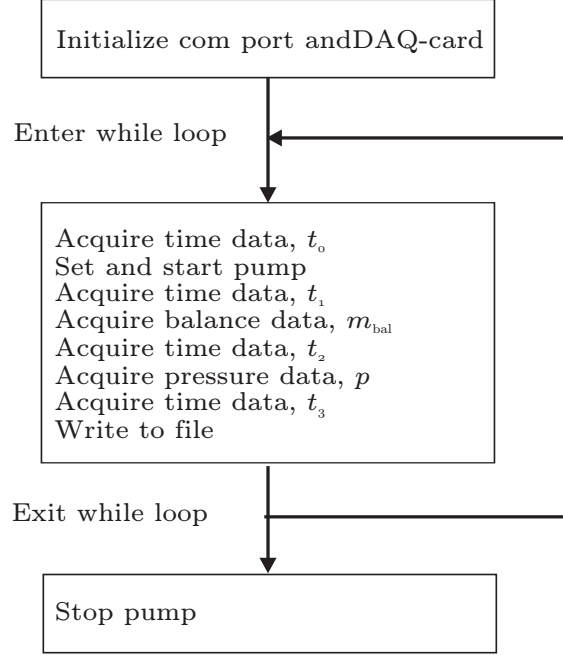 Initialize com port andDAQ-card
Enter while loop
Acquire time data, t₀
Set and start pump
Acquire time data, t₁
Acquire balance data, m_bal
Acquire time data, t₂
Acquire pressure data, p
Acquire time data, t₃
Write to file
Exit while loop
Stop pump